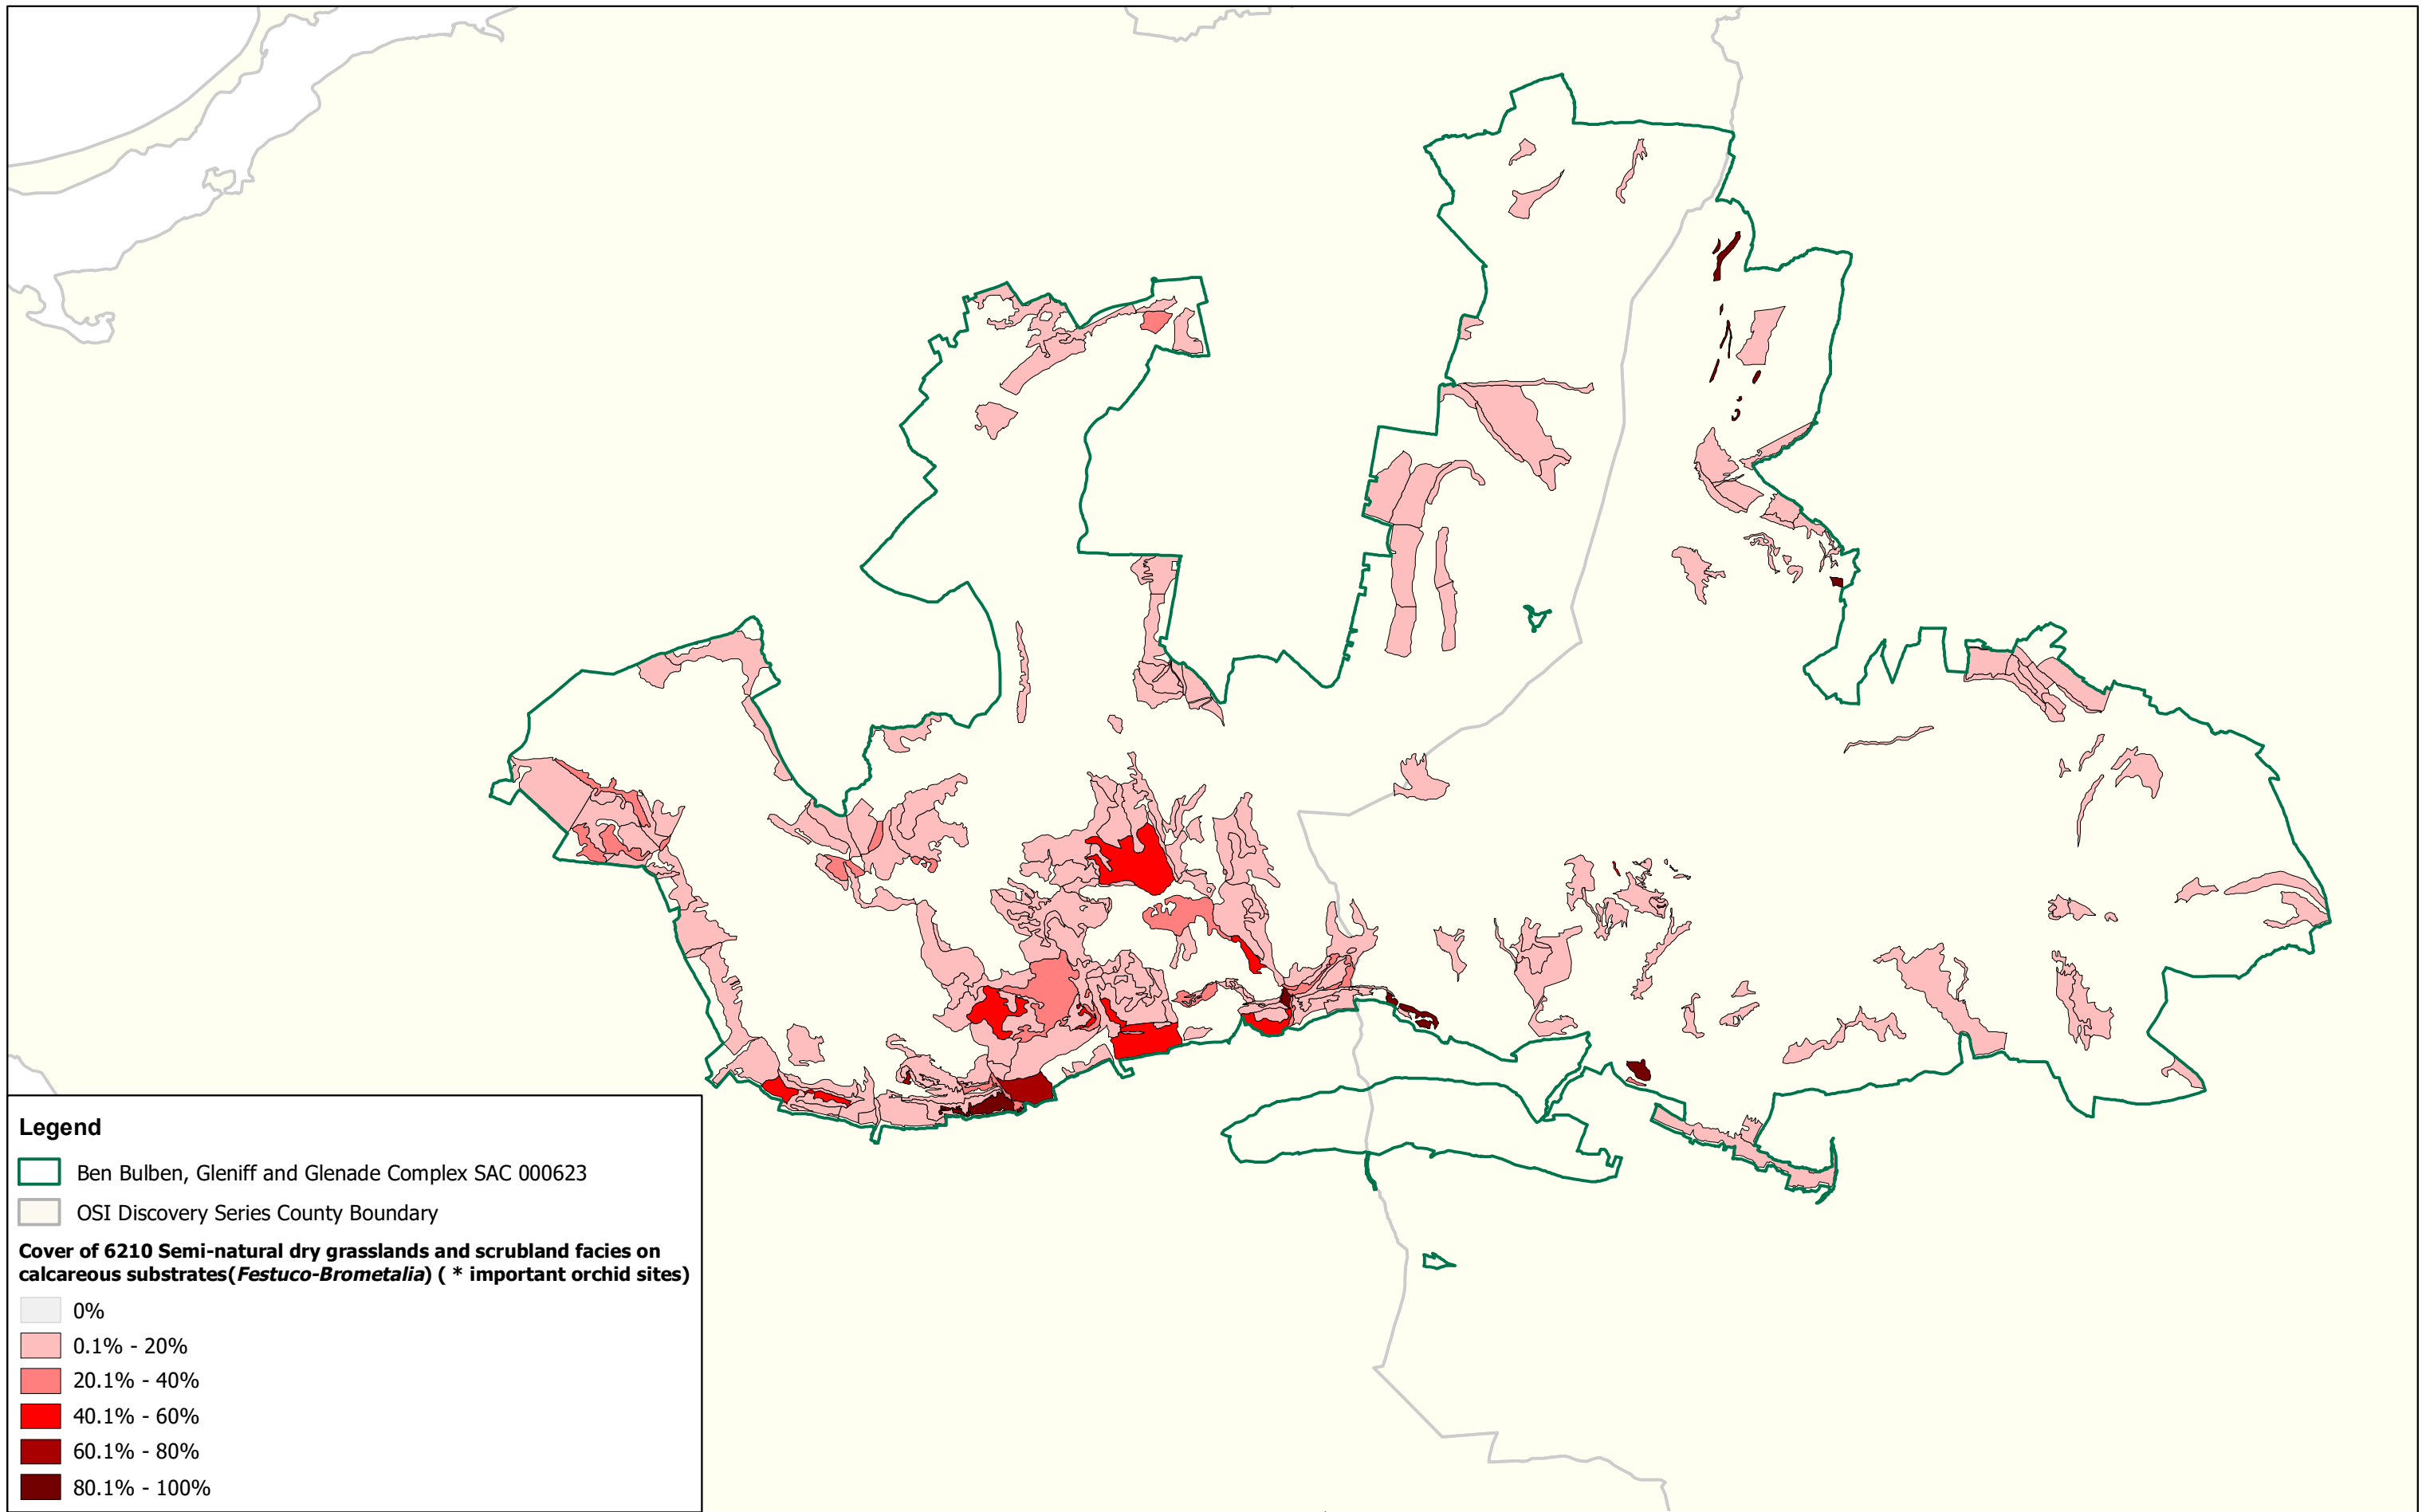 Legend
Ben Bulben, Gleniff and Glenade Complex SAC 000623
OSI Discovery Series County Boundary
Cover of 6210 Semi-natural dry grasslands and scrubland facies on
calcareous substrates(Festuco-Brometalia) ( * important orchid sites)
0%
0.1% - 20%
20.1% - 40%
40.1% - 60%
60.1% - 80%
80.1% - 100%